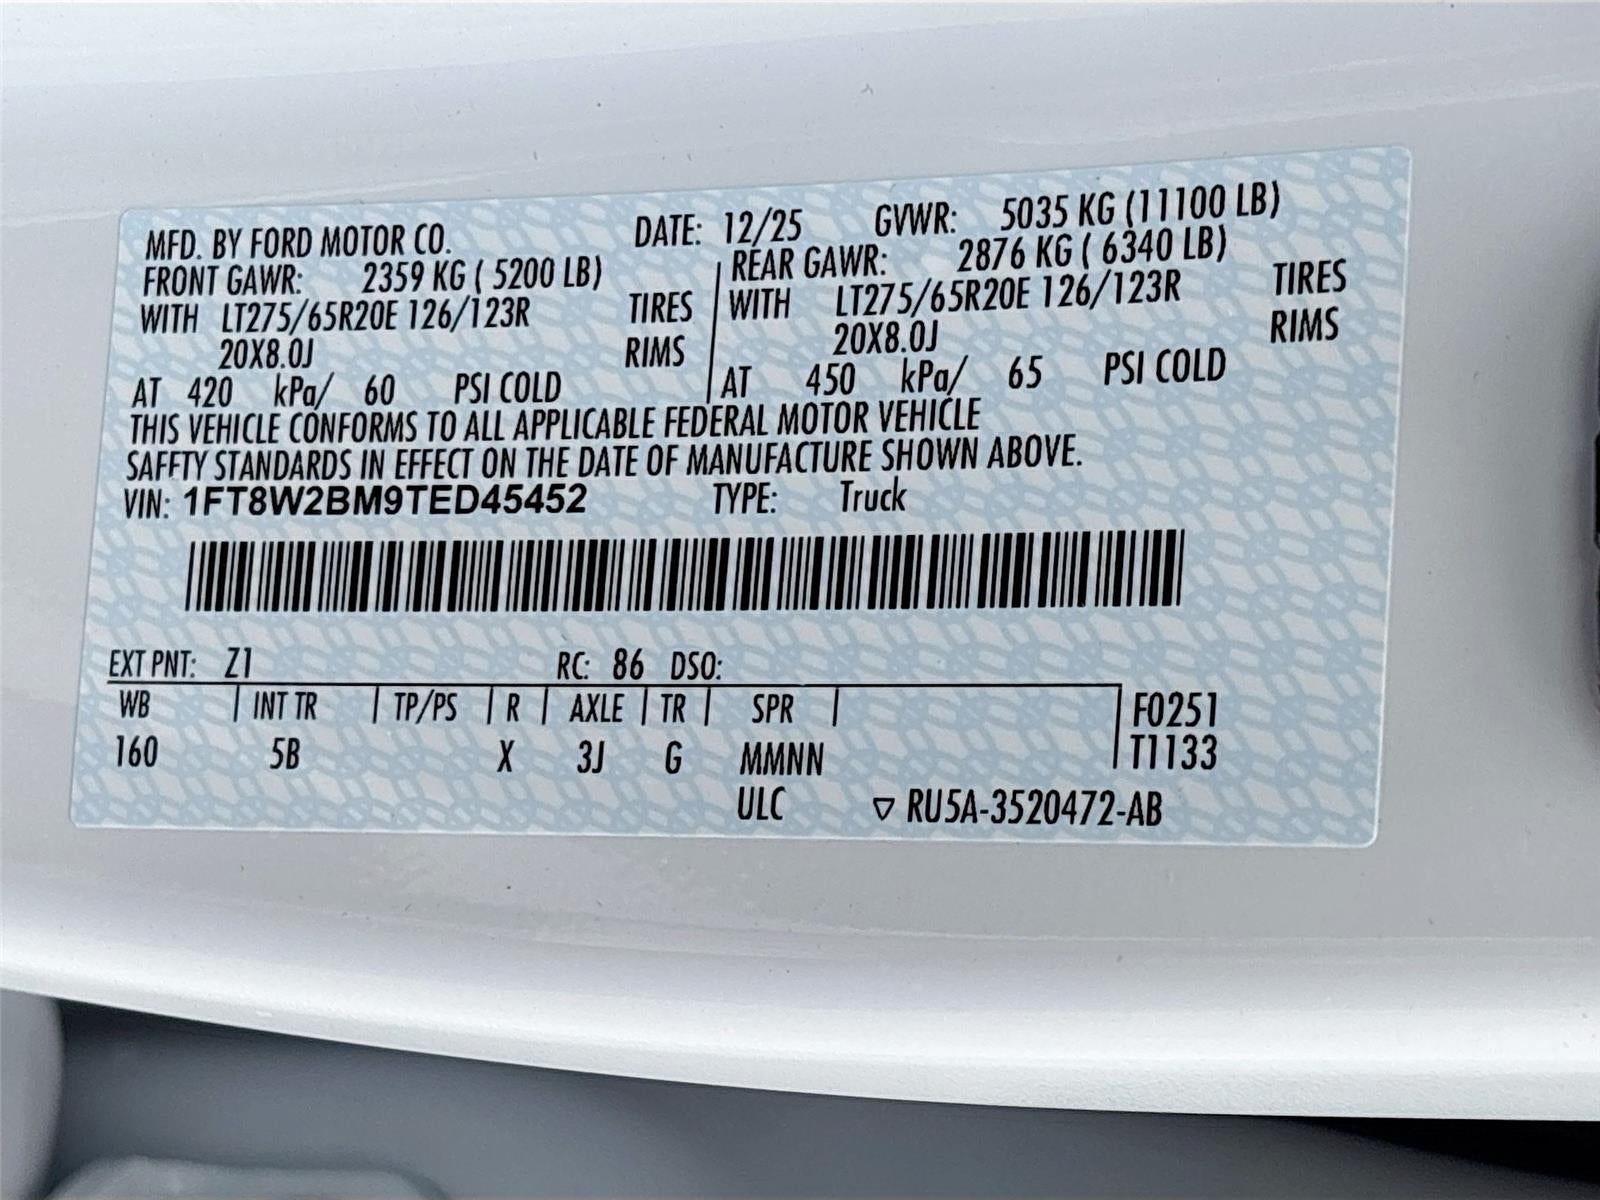 MFD. BY FORD MOTOR CO. DATE: 12/25 GVWR: 5035 KG (11100 LB)
FRONT GAWR: 2359 KG ( 5200 LB) REAR GAWR: 2876 KG ( 6340 LB)
WITH LT275/65R20E 126/123R TIRES WITH LT275/65R20E 126/123R TIRES
20X8.0J RIMS 20X8.0J RIMS
AT 420 kPa/ 60 PSI COLD AT 450 kPa/ 65 PSI COLD
THIS VEHICLE CONFORMS TO ALL APPLICABLE FEDERAL MOTOR VEHICLE
SAFFTY STANDARDS IN EFFECT ON THE DATE OF MANUFACTURE SHOWN ABOVE.
VIN: 1FT8W2BM9TED45452 TYPE: Truck
EXT PNT: Z1 RC: 86 DSO:
WB INT TR TP/PS R AXLE TR SPR F0251
160 5B X 3J G MMNN T1133
ULC ▽ RU5A-3520472-AB